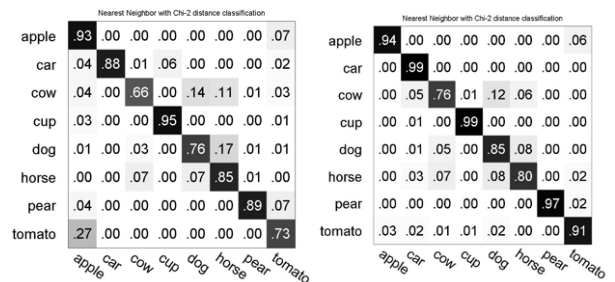 Nearest Neighbor with Chi-2 distance classification
apple .93 .00 .00 .00 .00 .00 .00 .07
car .04 .88 .01 .06 .00 .00 .00 .02
cow .04 .00 .66 .00 .14 .11 .01 .03
cup .03 .00 .00 .95 .00 .00 .00 .01
dog .01 .00 .03 .00 .76 .17 .01 .01
horse .00 .00 .07 .00 .07 .85 .01 .00
pear .04 .00 .00 .00 .00 .00 .89 .07
tomato .27 .00 .00 .00 .00 .00 .00 .73
apple car cow cup dog horse pear tomato
Nearest Neighbor with Chi-2 distance classification
apple .94 .00 .00 .00 .00 .00 .00 .06
car .00 .99 .00 .00 .00 .00 .00 .00
cow .00 .05 .76 .01 .12 .06 .00 .00
cup .00 .01 .00 .99 .00 .00 .00 .00
dog .00 .01 .05 .00 .85 .08 .00 .00
horse .00 .03 .07 .00 .08 .80 .00 .02
pear .00 .00 .00 .00 .00 .00 .97 .02
tomato .03 .02 .01 .01 .02 .00 .00 .91
apple car cow cup dog horse pear tomato